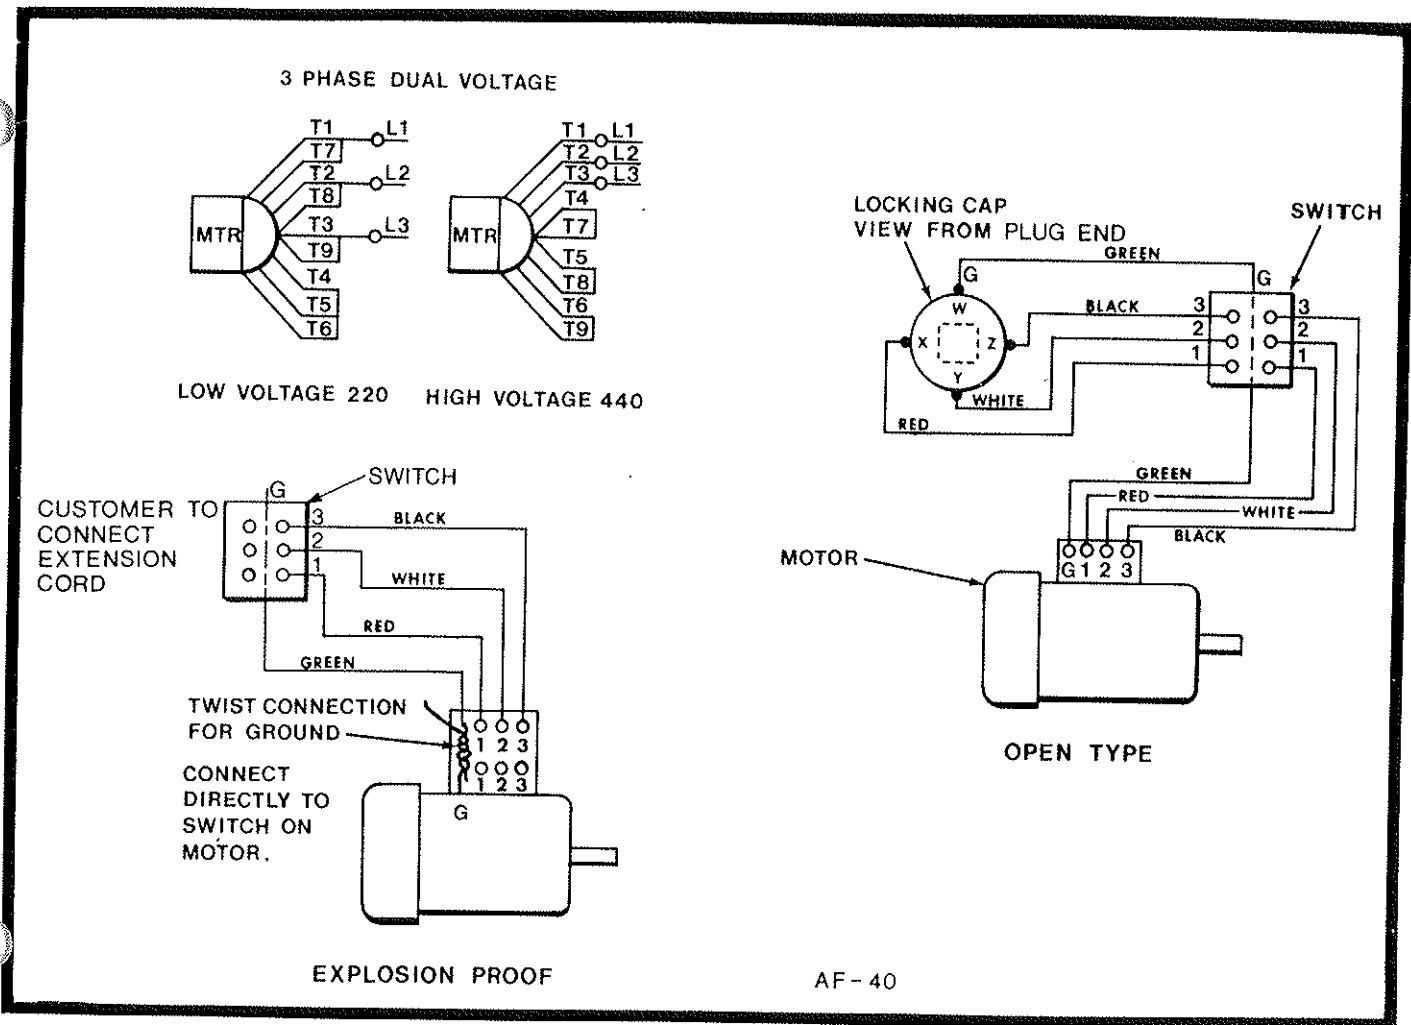 3 PHASE DUAL VOLTAGE
T1
L1
T7
T2
L2
T8
T3
L3
T9
T4
T5
T6
MTR
T1
L1
T2
L2
T3
L3
T4
T7
T5
T8
T6
T9
MTR
LOW VOLTAGE 220
HIGH VOLTAGE 440
LOCKING CAP
VIEW FROM PLUG END
SWITCH
GREEN
G
G
W
X
Z
Y
BLACK
3
2
1
3
2
1
WHITE
RED
GREEN
RED
WHITE
BLACK
MOTOR
G 1 2 3
OPEN TYPE
SWITCH
G
CUSTOMER TO
CONNECT
EXTENSION
CORD
3
2
1
BLACK
WHITE
RED
GREEN
TWIST CONNECTION
FOR GROUND
1 2 3
1 2 3
G
CONNECT
DIRECTLY TO
SWITCH ON
MOTOR.
EXPLOSION PROOF
AF-40